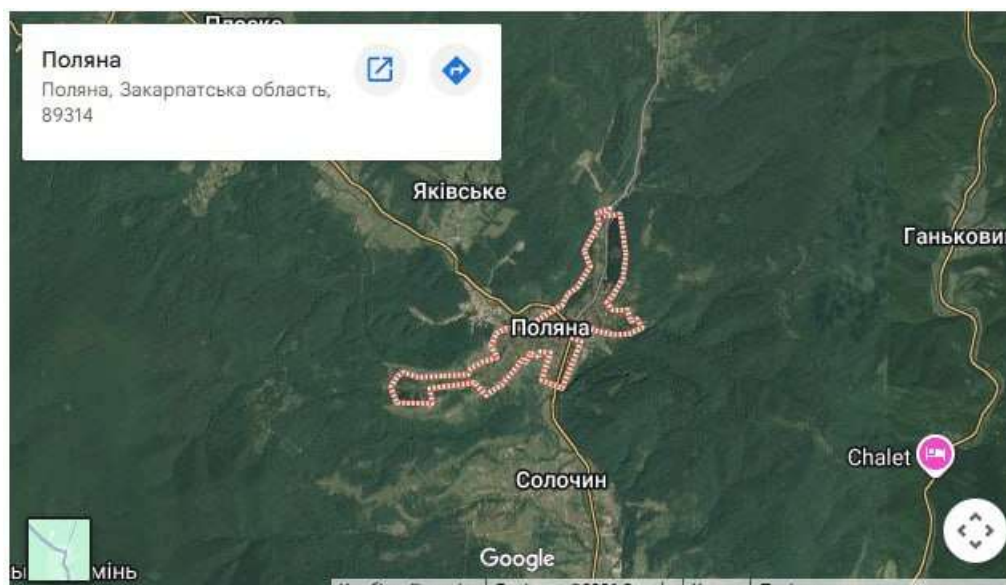 Поляна
Поляна, Закарпатська область,
89314
Яківське
Ганькови
Поляна
Chalet
Солочин
Google
мінь